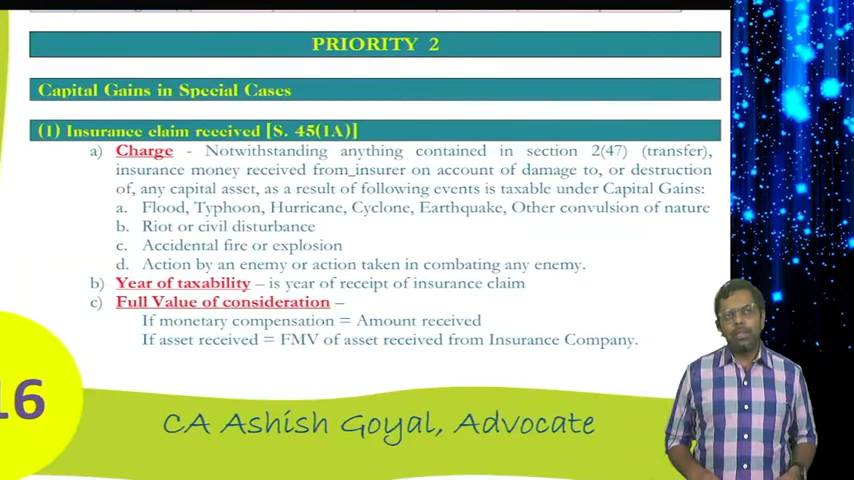 PRIORITY 2
Capital Gains in Special Cases
(1) Insurance claim received [S. 45(1A)]
a) Charge - Notwithstanding anything contained in section 2(47) (transfer),
insurance money received from insurer on account of damage to, or destruction
of, any capital asset, as a result of following events is taxable under Capital Gains:
a. Flood, Typhoon, Hurricane, Cyclone, Earthquake, Other convulsion of nature
b. Riot or civil disturbance
c. Accidental fire or explosion
d. Action by an enemy or action taken in combating any enemy.
b) Year of taxability – is year of receipt of insurance claim
c) Full Value of consideration –
If monetary compensation = Amount received
If asset received = FMV of asset received from Insurance Company.
16
CA Ashish Goyal, Advocate